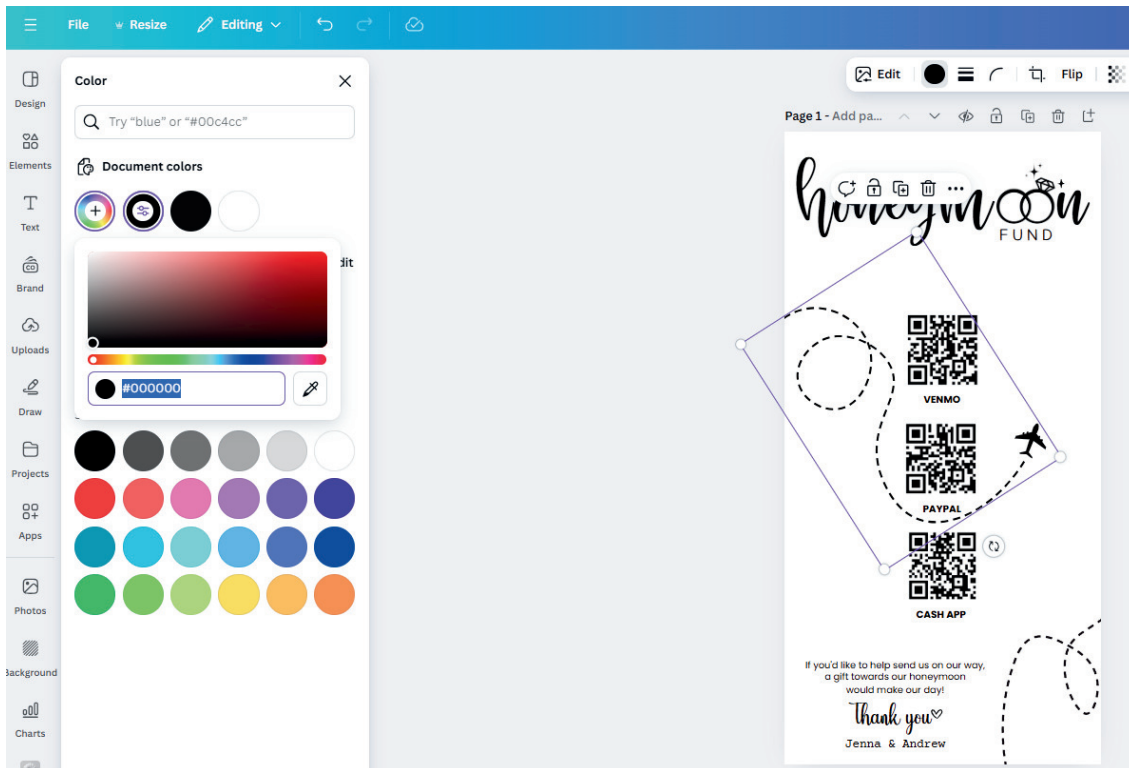 File
Resize
Editing
Design
Elements
Text
Brand
Uploads
Draw
Projects
Apps
Photos
Background
Charts
Color
Try “blue” or “#00c4cc”
Document colors
dit
#000000
Edit
Flip
Page 1 - Add pa...
honeymoon
FUND
VENMO
PAYPAL
CASH APP
If you'd like to help send us on our way,
a gift towards our honeymoon
would make our day!
Thank you
Jenna & Andrew